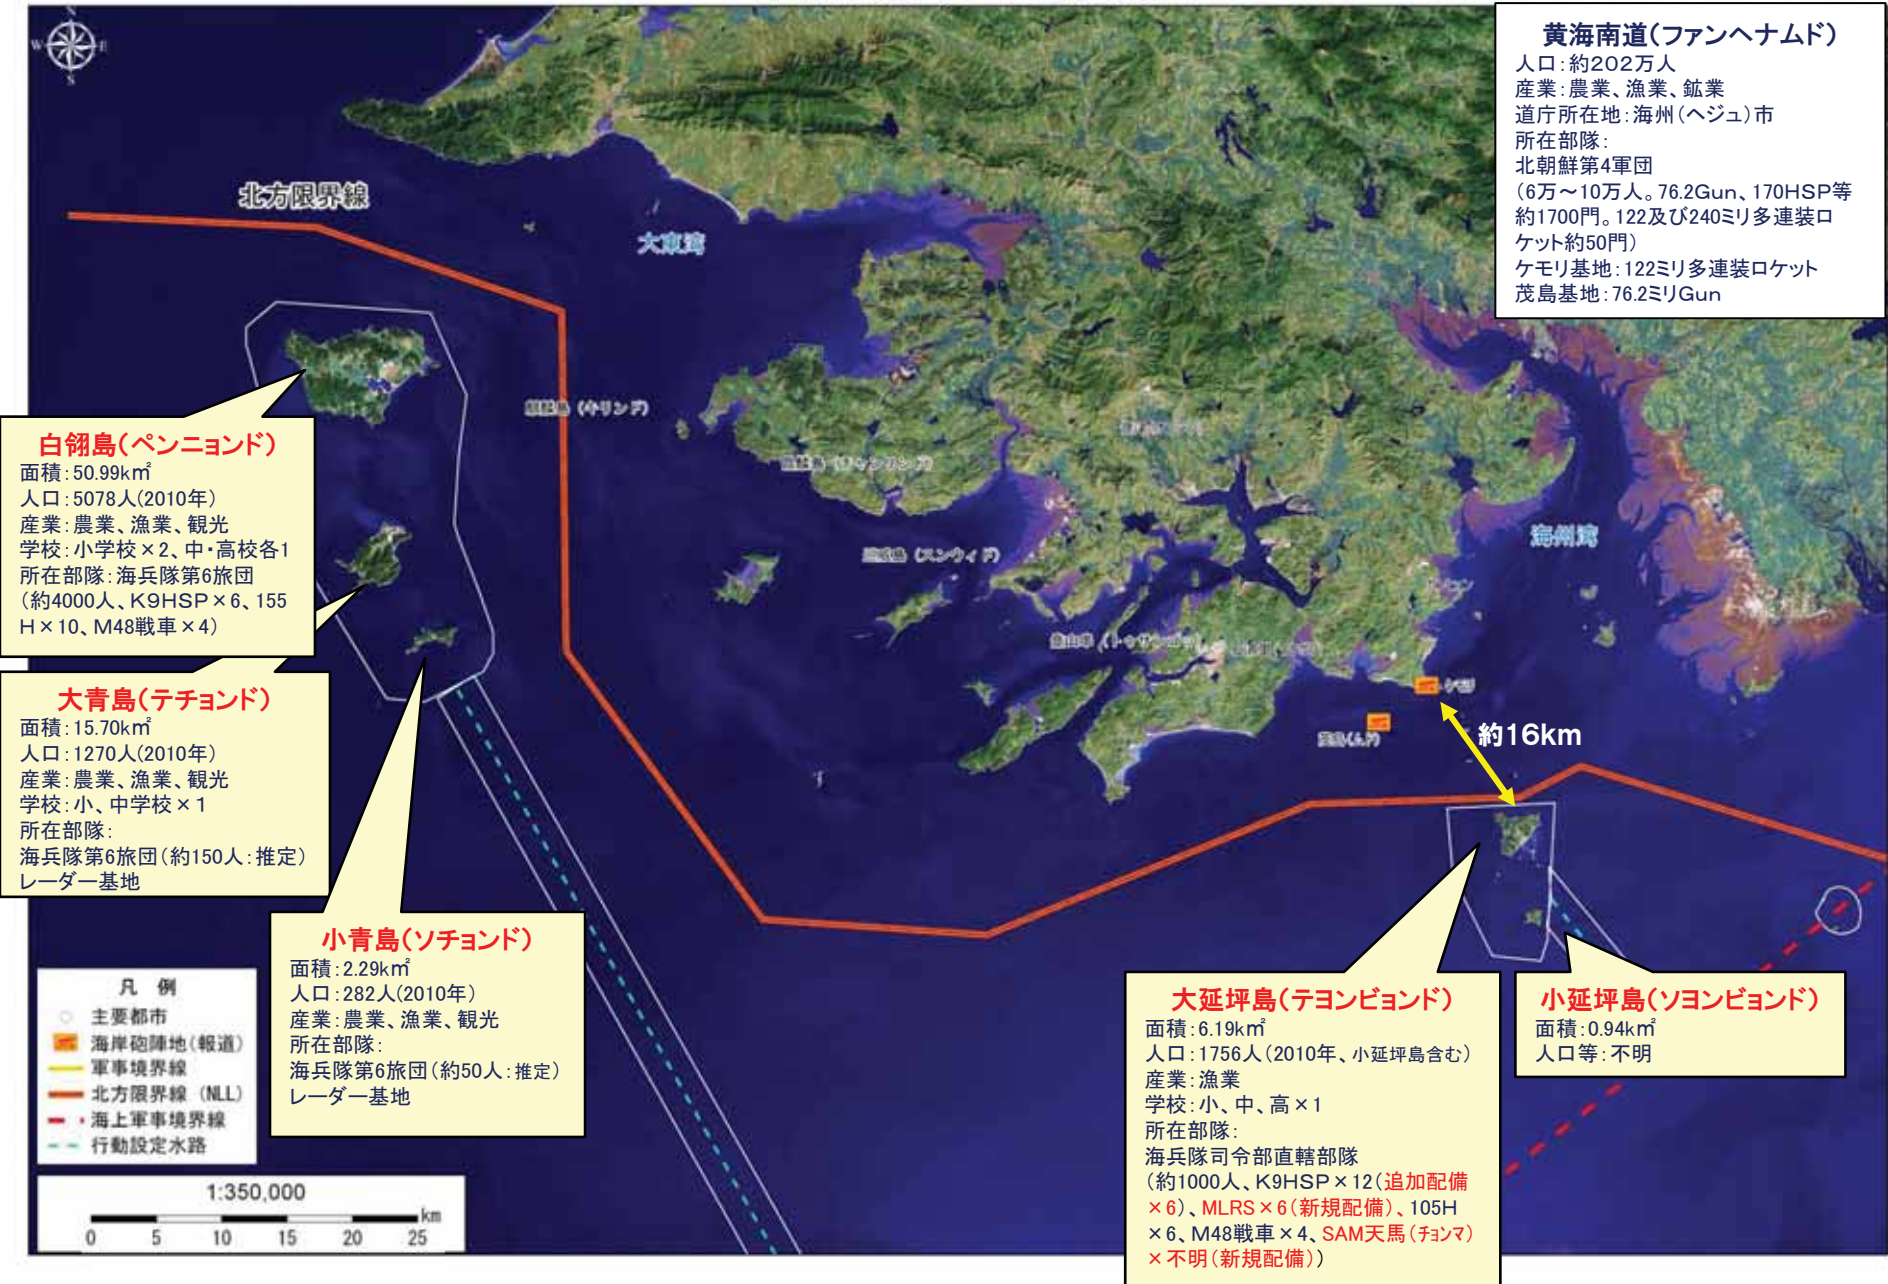 N
W
E
S
黄海南道(ファンヘナムド)
人口:約202万人
産業:農業、漁業、鉱業
道庁所在地:海州(ヘジュ)市
所在部隊:
北朝鮮第4軍団
(6万～10万人。76.2Gun、170HSP等
約1700門。122及び240ミリ多連装ロ
ケット約50門)
ケモリ基地:122ミリ多連装ロケット
茂島基地:76.2ミリGun
北方限界線
大東湾
(キリンド)
(スンウィド)
海州湾
約16km
白翎島(ペンニョンド)
面積:50.99k㎡
人口:5078人(2010年)
産業:農業、漁業、観光
学校:小学校×2、中・高校各1
所在部隊:海兵隊第6旅団
(約4000人、K9HSP×6、155
H×10、M48戦車×4)
大青島(テチョンド)
面積:15.70k㎡
人口:1270人(2010年)
産業:農業、漁業、観光
学校:小、中学校×1
所在部隊:
海兵隊第6旅団(約150人:推定)
レーダー基地
小青島(ソチョンド)
面積:2.29k㎡
人口:282人(2010年)
産業:農業、漁業、観光
所在部隊:
海兵隊第6旅団(約50人:推定)
レーダー基地
大延坪島(テヨンピョンド)
面積:6.19k㎡
人口:1756人(2010年、小延坪島含む)
産業:漁業
学校:小、中、高×1
所在部隊:
海兵隊司令部直轄部隊
(約1000人、K9HSP×12(追加配備
×6)、MLRS×6(新規配備)、105H
×6、M48戦車×4、SAM天馬(チョンマ)
×不明(新規配備))
小延坪島(ソヨンピョンド)
面積:0.94k㎡
人口等:不明
凡 例
主要都市
海岸砲陣地(報道)
軍事境界線
北方限界線 (NLL)
海上軍事境界線
行動設定水路
1:350,000
km
0 5 10 15 20 25